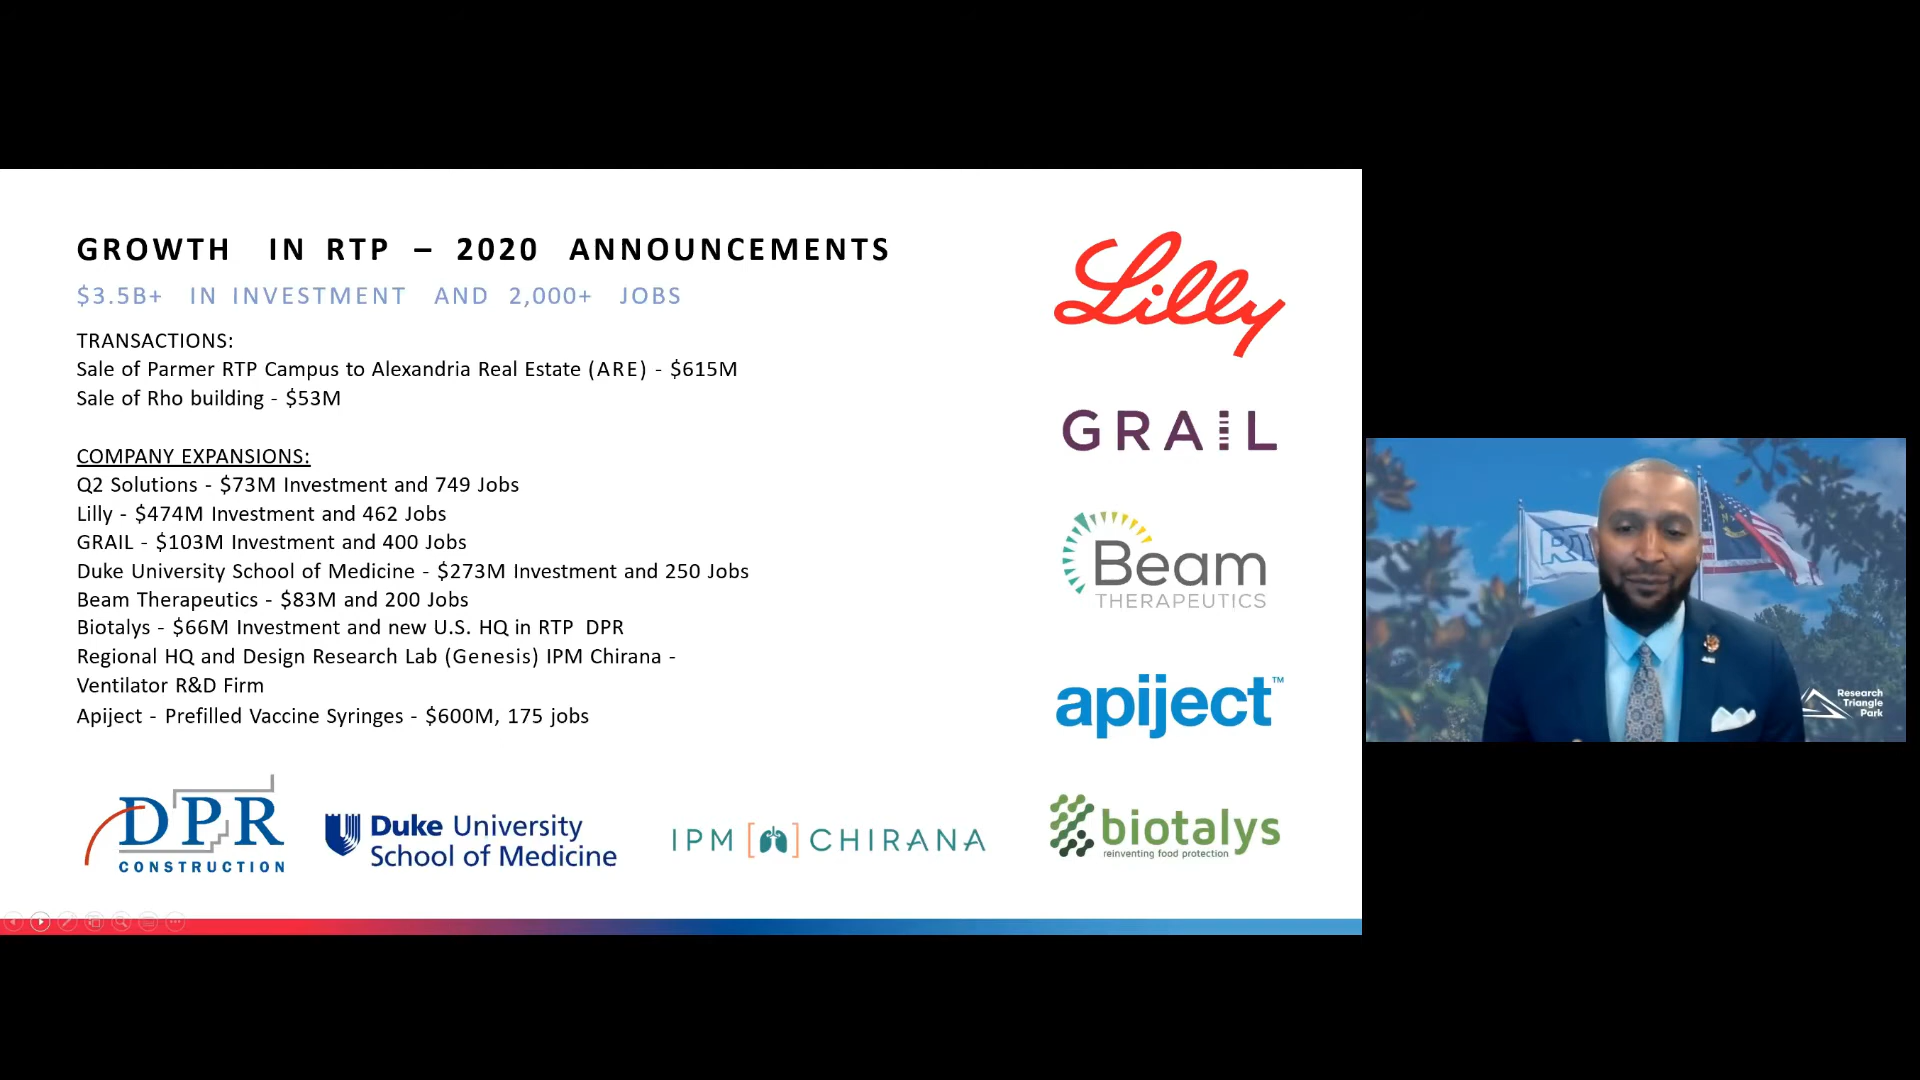 GROWTH IN RTP – 2020 ANNOUNCEMENTS
$3.5B+ IN INVESTMENT AND 2,000+ JOBS
TRANSACTIONS:
Sale of Parmer RTP Campus to Alexandria Real Estate (ARE) - $615M
Sale of Rho building - $53M
COMPANY EXPANSIONS:
Q2 Solutions - $73M Investment and 749 Jobs
Lilly - $474M Investment and 462 Jobs
GRAIL - $103M Investment and 400 Jobs
Duke University School of Medicine - $273M Investment and 250 Jobs
Beam Therapeutics - $83M and 200 Jobs
Biotalys - $66M Investment and new U.S. HQ in RTP DPR
Regional HQ and Design Research Lab (Genesis) IPM Chirana -
Ventilator R&D Firm
Apiject - Prefilled Vaccine Syringes - $600M, 175 jobs
Lilly
GRAIL
Beam
THERAPEUTICS
apiject™
biotalys
reinventing food protection
DPR
CONSTRUCTION
Duke University
School of Medicine
IPM CHIRANA
Research
Triangle
Park